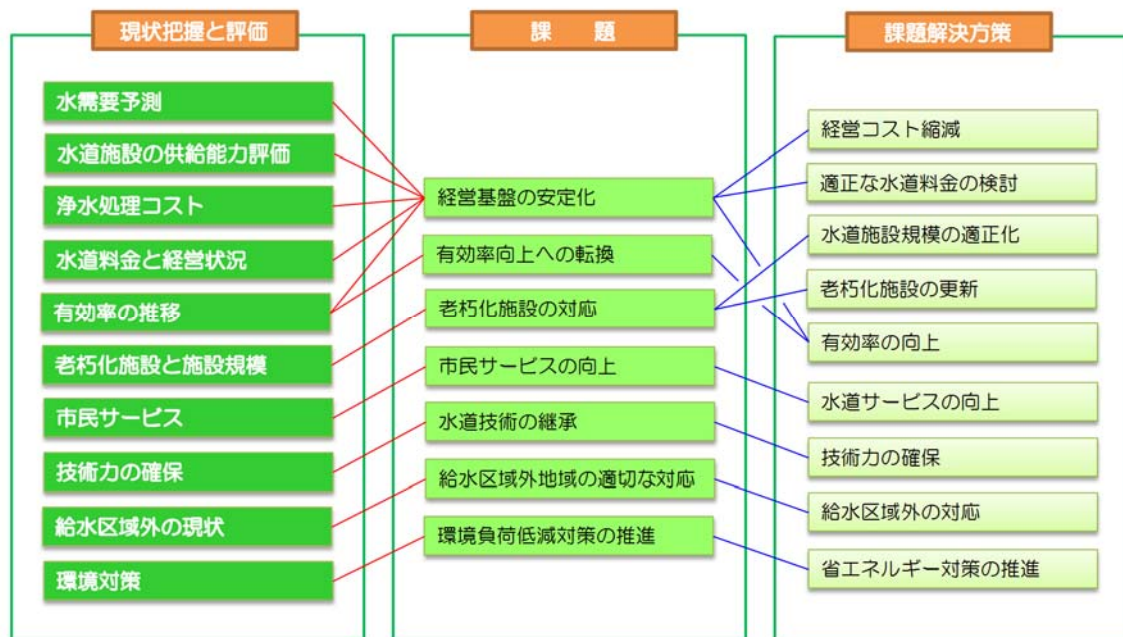 現状把握と評価
水需要予測
水道施設の供給能力評価
浄水処理コスト
水道料金と経営状況
有効率の推移
老朽化施設と施設規模
市民サービス
技術力の確保
給水区域外の現状
環境対策
課　題
経営基盤の安定化
有効率向上への転換
老朽化施設の対応
市民サービスの向上
水道技術の継承
給水区域外地域の適切な対応
環境負荷低減対策の推進
課題解決方策
経営コスト縮減
適正な水道料金の検討
水道施設規模の適正化
老朽化施設の更新
有効率の向上
水道サービスの向上
技術力の確保
給水区域外の対応
省エネルギー対策の推進